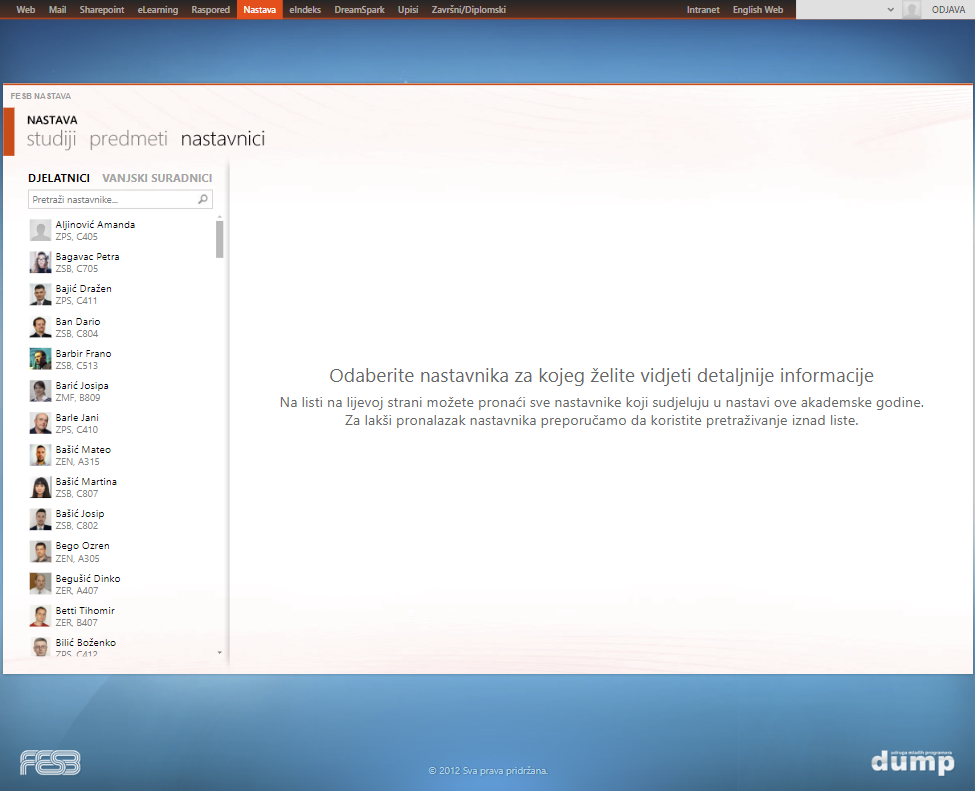 Web Mail Sharepoint eLearning Raspored Nastava eIndeks DreamSpark Upisi Završni/Diplomski Intranet English Web ODJAVA
FESB NASTAVA
NASTAVA
studiji predmeti nastavnici
DJELATNICI VANJSKI SURADNICI
Pretraži nastavnike...
Aljinović Amanda
ZPS, C405
Bagavac Petra
ZSB, C705
Bajić Dražen
ZPS, C411
Ban Dario
ZSB, C804
Barbir Frano
ZSB, C513
Barić Josipa
ZMF, B809
Barle Jani
ZPS, C410
Bašić Mateo
ZEN, A315
Bašić Martina
ZSB, C807
Bašić Josip
ZSB, C802
Bego Ozren
ZEN, A305
Begušić Dinko
ZER, A407
Betti Tihomir
ZER, B407
Bilić Boženko
ZPS, C412
Odaberite nastavnika za kojeg želite vidjeti detaljnije informacije
Na listi na lijevoj strani možete pronaći sve nastavnike koji sudjeluju u nastavi ove akademske godine.
Za lakši pronalazak nastavnika preporučamo da koristite pretraživanje iznad liste.
FESB
© 2012 Sva prava pridržana.
udruga mladih programera
dump